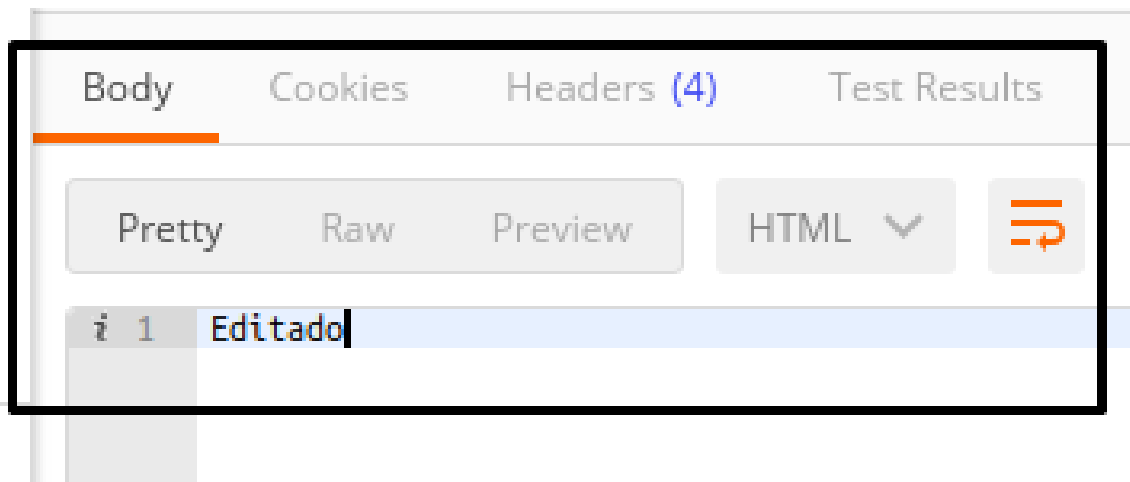 Body Cookies Headers (4) Test Results
Pretty Raw Preview HTML
i 1 Editado